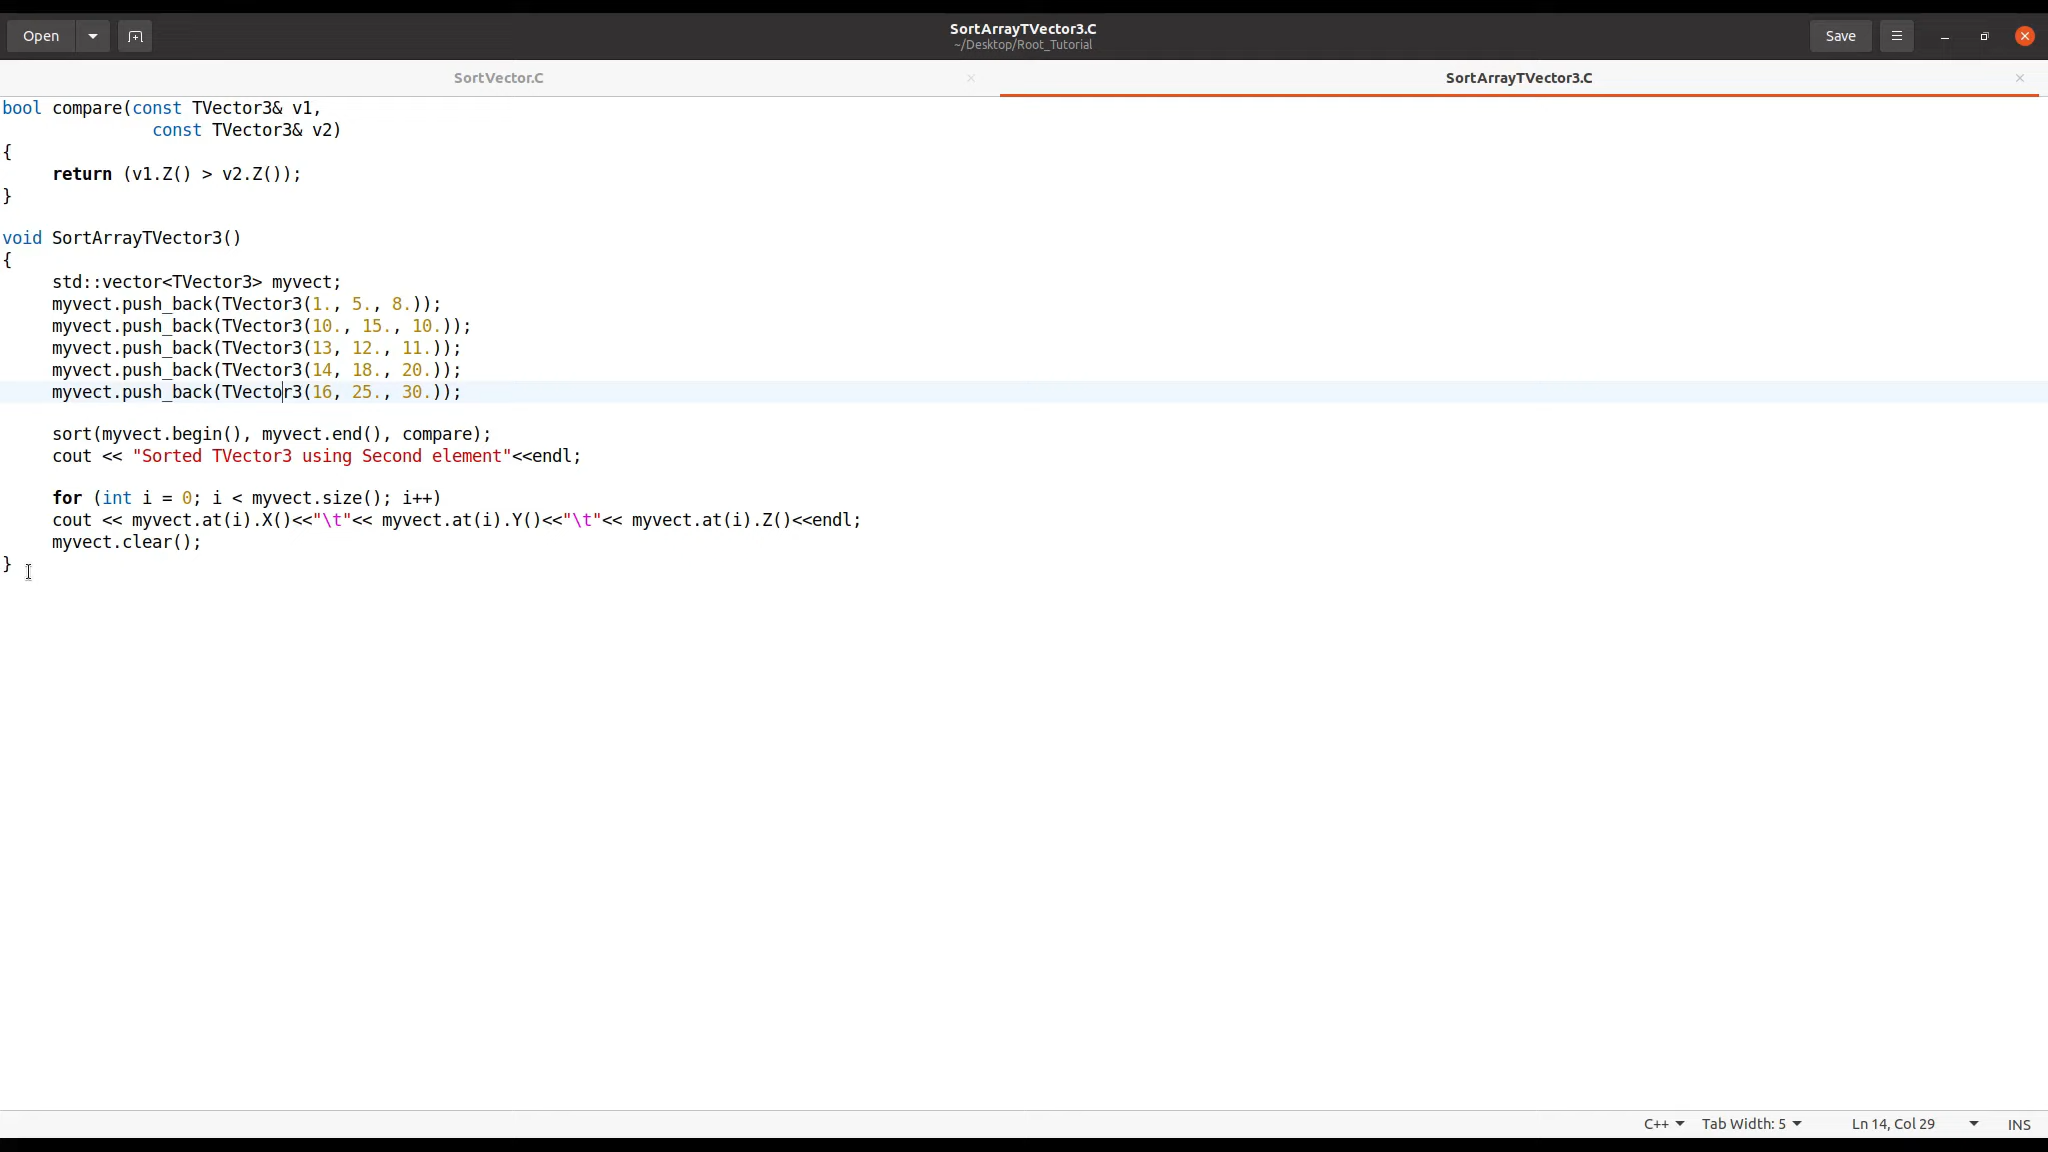 Open
SortArrayTVector3.C
~/Desktop/Root_Tutorial
Save
SortVector.C
SortArrayTVector3.C
bool compare(const TVector3& v1,
               const TVector3& v2)
{
     return (v1.Z() > v2.Z());
}

void SortArrayTVector3()
{
     std::vector<TVector3> myvect;
     myvect.push_back(TVector3(1., 5., 8.));
     myvect.push_back(TVector3(10., 15., 10.));
     myvect.push_back(TVector3(13, 12., 11.));
     myvect.push_back(TVector3(14, 18., 20.));
     myvect.push_back(TVector3(16, 25., 30.));

     sort(myvect.begin(), myvect.end(), compare);
     cout << "Sorted TVector3 using Second element"<<endl;

     for (int i = 0; i < myvect.size(); i++)
     cout << myvect.at(i).X()<<"\t"<< myvect.at(i).Y()<<"\t"<< myvect.at(i).Z()<<endl;
     myvect.clear();
}
C++ Tab Width: 5 Ln 14, Col 29 INS